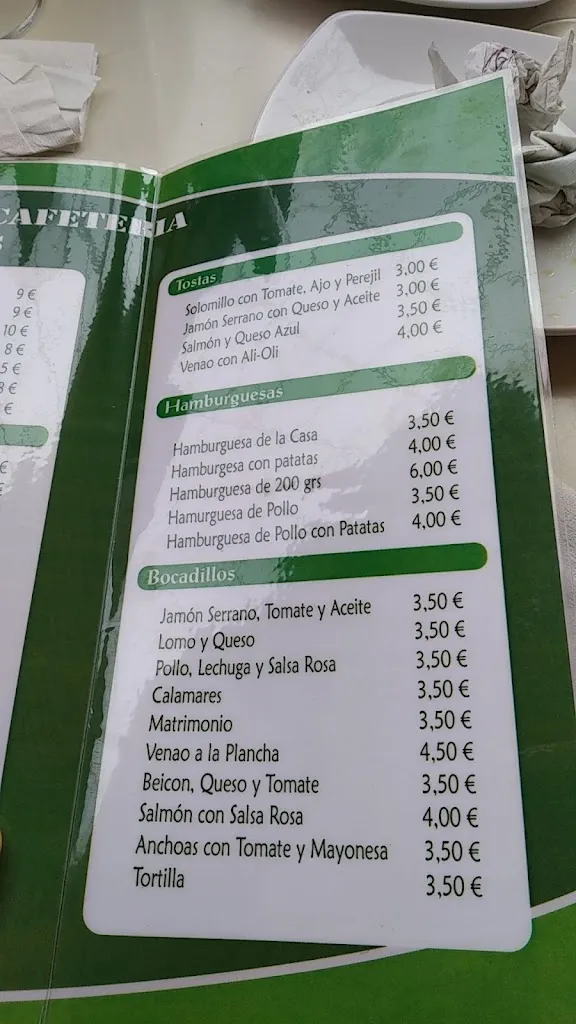 CAFETERIA
9 €
9 €
10 €
8 €
5 €
8 €
€
€
€
Tostas
Solomillo con Tomate, Ajo y Perejil 3,00 €
Jamón Serrano con Queso y Aceite 3,00 €
Salmón y Queso Azul 3,50 €
Venao con Ali-Oli 4,00 €
Hamburguesas
Hamburguesa de la Casa 3,50 €
Hamburgesa con patatas 4,00 €
Hamburguesa de 200 grs 6,00 €
Hamurguesa de Pollo 3,50 €
Hamburguesa de Pollo con Patatas 4,00 €
Bocadillos
Jamón Serrano, Tomate y Aceite 3,50 €
Lomo y Queso 3,50 €
Pollo, Lechuga y Salsa Rosa 3,50 €
Calamares 3,50 €
Matrimonio 3,50 €
Venao a la Plancha 4,50 €
Beicon, Queso y Tomate 3,50 €
Salmón con Salsa Rosa 4,00 €
Anchoas con Tomate y Mayonesa 3,50 €
Tortilla 3,50 €